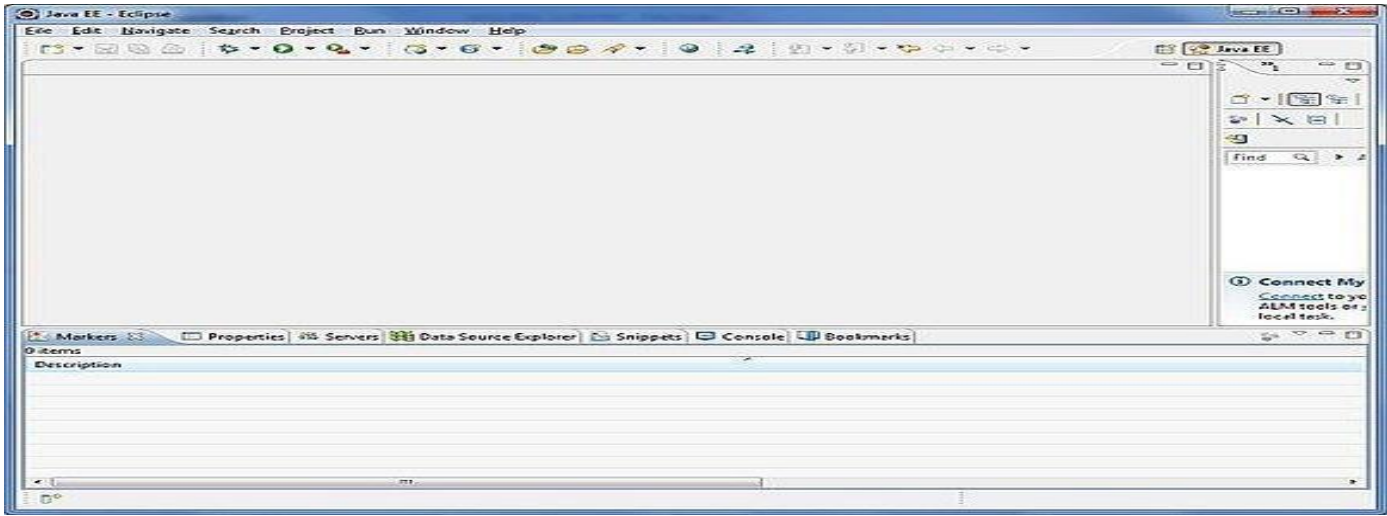 Java EE - Eclipse
File Edit Navigate Search Project Run Window Help
Java EE
Find
Connect My
Connect to yo
ALM tools or
local task.
Markers Properties Servers Data Source Explorer Snippets Console Bookmarks
0 items
Description